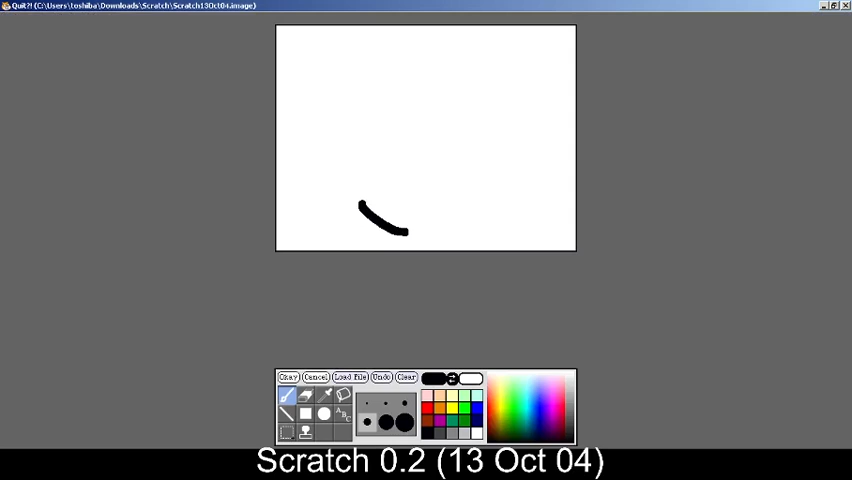 Quit?! (C:\Users\toshiba\Downloads\Scratch\Scratch13Oct04.image)
Okay Cancel Load File Undo Clear
ABC
Scratch 0.2 (13 Oct 04)